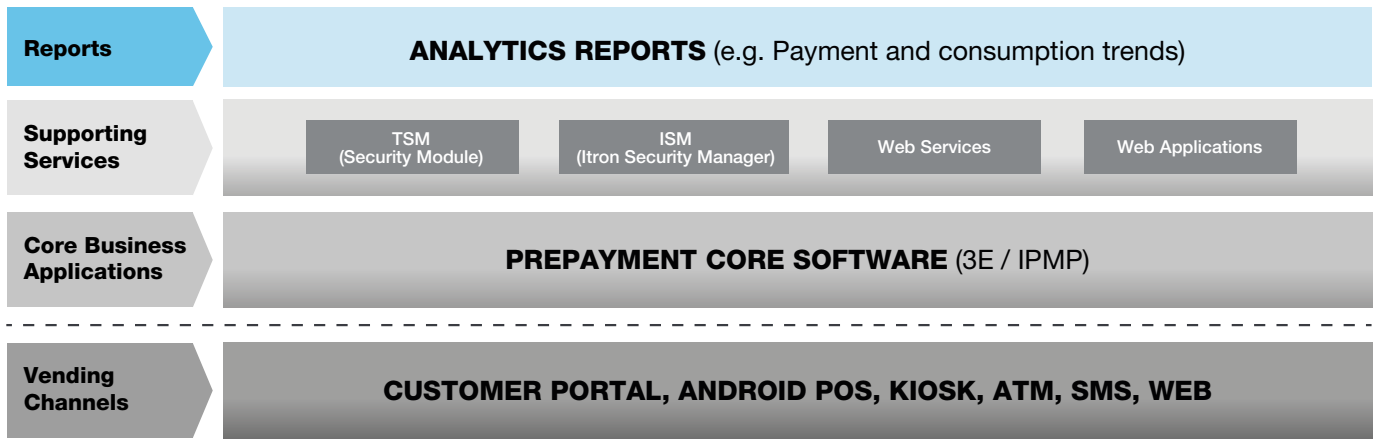 Reports
ANALYTICS REPORTS (e.g. Payment and consumption trends)
Supporting
Services
TSM
(Security Module)
ISM
(Itron Security Manager)
Web Services
Web Applications
Core Business
Applications
PREPAYMENT CORE SOFTWARE (3E / IPMP)
Vending
Channels
CUSTOMER PORTAL, ANDROID POS, KIOSK, ATM, SMS, WEB